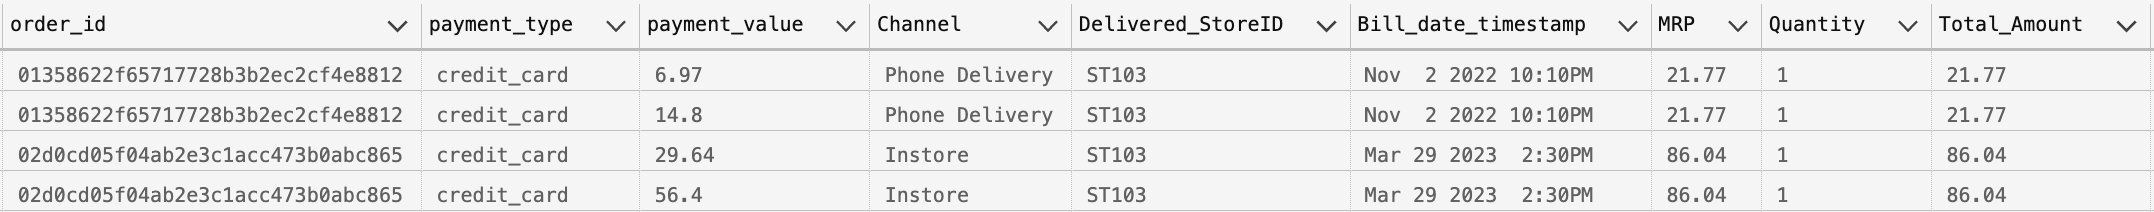 order_id payment_type payment_value Channel Delivered_StoreID Bill_date_timestamp MRP Quantity Total_Amount
01358622f65717728b3b2ec2cf4e8812 credit_card 6.97 Phone Delivery ST103 Nov  2 2022 10:10PM 21.77 1 21.77
01358622f65717728b3b2ec2cf4e8812 credit_card 14.8 Phone Delivery ST103 Nov  2 2022 10:10PM 21.77 1 21.77
02d0cd05f04ab2e3c1acc473b0abc865 credit_card 29.64 Instore ST103 Mar 29 2023  2:30PM 86.04 1 86.04
02d0cd05f04ab2e3c1acc473b0abc865 credit_card 56.4 Instore ST103 Mar 29 2023  2:30PM 86.04 1 86.04